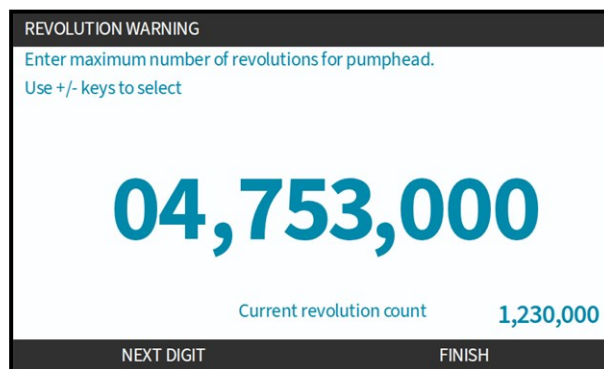 REVOLUTION WARNING
Enter maximum number of revolutions for pumphead.
Use +/- keys to select
04,753,000
Current revolution count 1,230,000
NEXT DIGIT FINISH